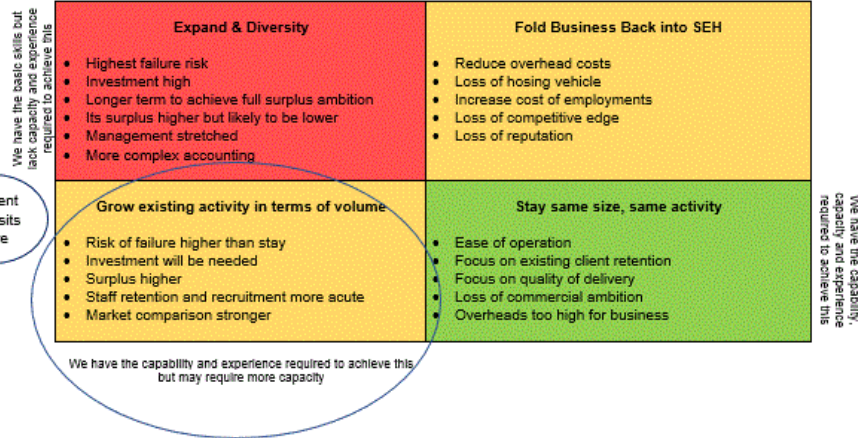 We have the basic skills but
lack capacity and experience
required to achieve this
Expand & Diversity
Highest failure risk
Investment high
Longer term to achieve full surplus ambition
Its surplus higher but likely to be lower
Management stretched
More complex accounting
Fold Business Back into SEH
Reduce overhead costs
Loss of hosing vehicle
Increase cost of employments
Loss of competitive edge
Loss of reputation
Grow existing activity in terms of volume
Risk of failure higher than stay
Investment will be needed
Surplus higher
Staff retention and recruitment more acute
Market comparison stronger
Stay same size, same activity
Ease of operation
Focus on existing client retention
Focus on quality of delivery
Loss of commercial ambition
Overheads too high for business
We have the capability,
capacity and experience
required to achieve this
We have the capability and experience required to achieve this
but may require more capacity